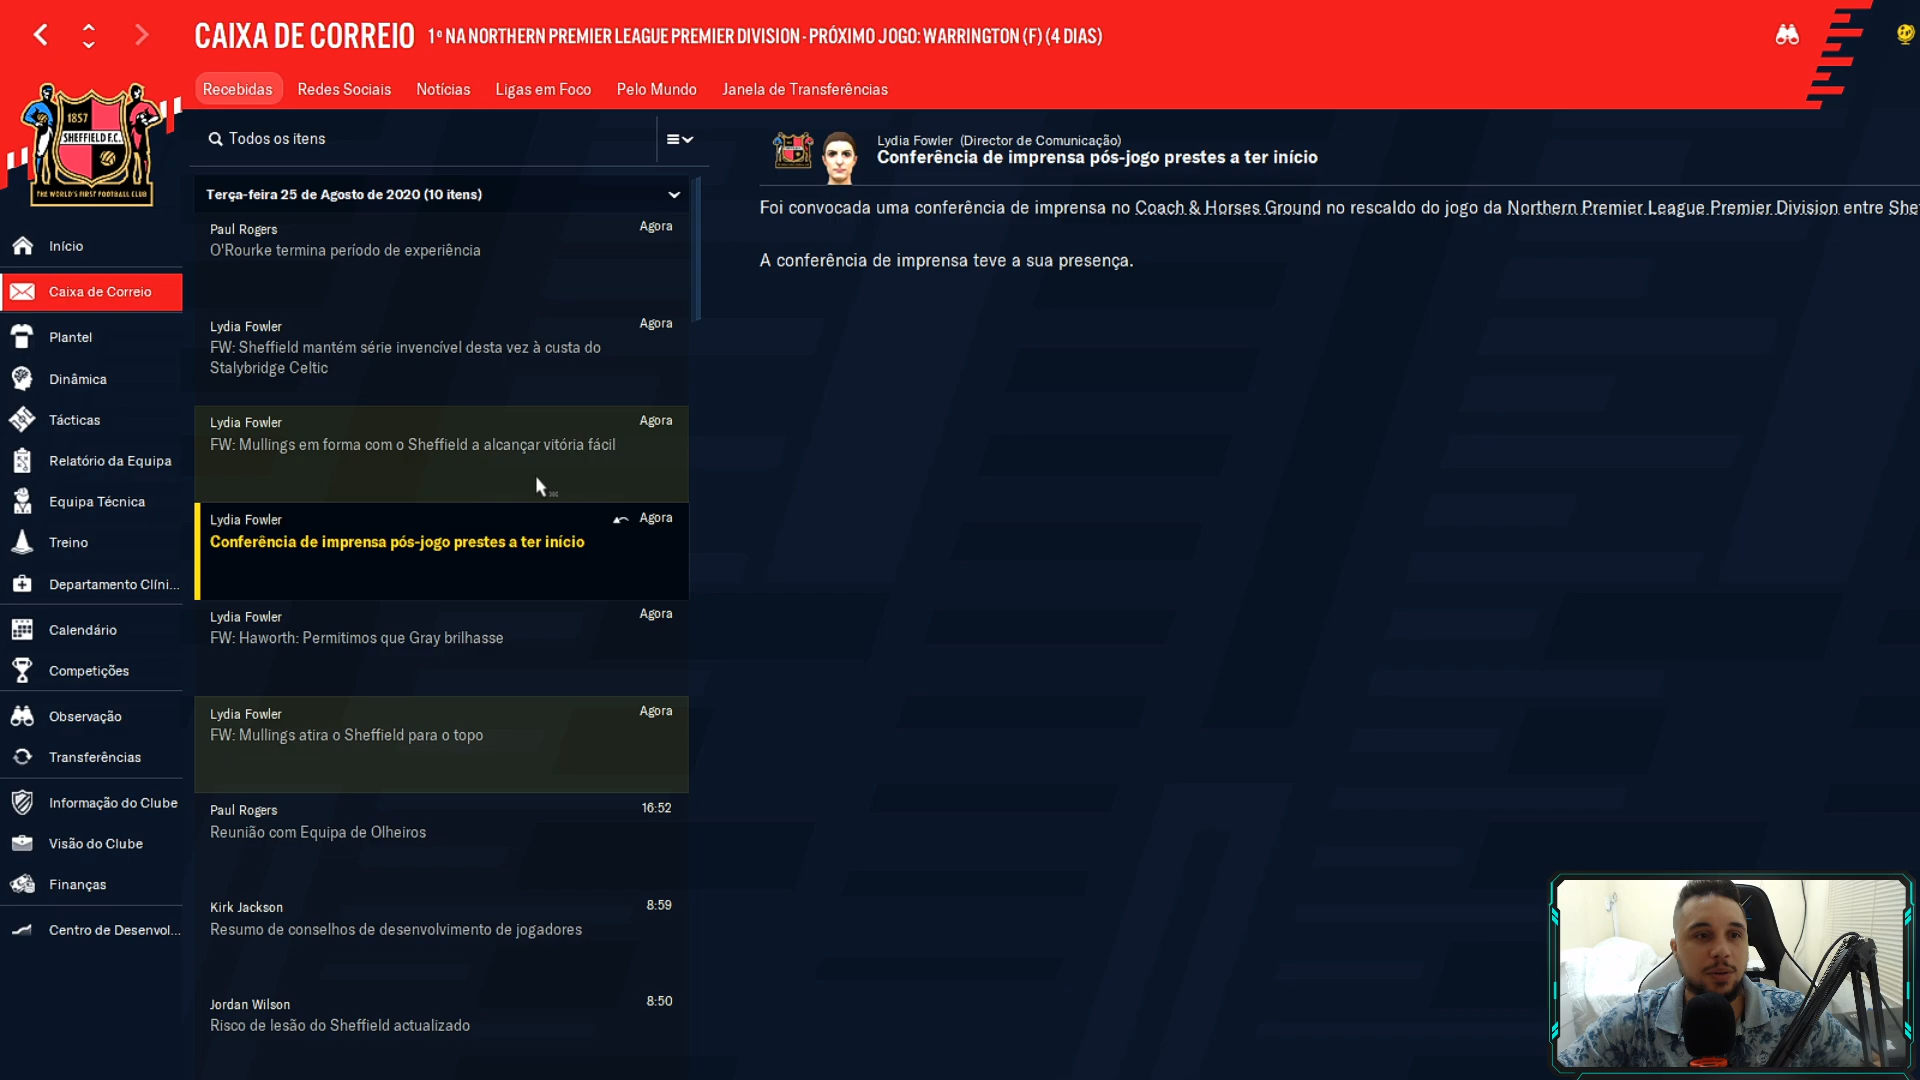 CAIXA DE CORREIO
1º NA NORTHERN PREMIER LEAGUE PREMIER DIVISION - PRÓXIMO JOGO: WARRINGTON (F) (4 DIAS)
Recebidas
Redes Sociais
Notícias
Ligas em Foco
Pelo Mundo
Janela de Transferências
1857
SHEFFIELD F.C.
THE WORLD'S FIRST FOOTBALL CLUB
Início
Caixa de Correio
Plantel
Dinâmica
Tácticas
Relatório da Equipa
Equipa Técnica
Treino
Departamento Clíni...
Calendário
Competições
Observação
Transferências
Informação do Clube
Visão do Clube
Finanças
Centro de Desenvol...
Todos os itens
Terça-feira 25 de Agosto de 2020 (10 itens)
Paul Rogers
Agora
O'Rourke termina período de experiência
Lydia Fowler
Agora
FW: Sheffield mantém série invencível desta vez à custa do
Stalybridge Celtic
Lydia Fowler
Agora
FW: Mullings em forma com o Sheffield a alcançar vitória fácil
Lydia Fowler
Agora
Conferência de imprensa pós-jogo prestes a ter início
Lydia Fowler
Agora
FW: Haworth: Permitimos que Gray brilhasse
Lydia Fowler
Agora
FW: Mullings atira o Sheffield para o topo
Paul Rogers
16:52
Reunião com Equipa de Olheiros
Kirk Jackson
8:59
Resumo de conselhos de desenvolvimento de jogadores
Jordan Wilson
8:50
Risco de lesão do Sheffield actualizado
Lydia Fowler (Director de Comunicação)
Conferência de imprensa pós-jogo prestes a ter início
Foi convocada uma conferência de imprensa no Coach & Horses Ground no rescaldo do jogo da Northern Premier League Premier Division entre She
A conferência de imprensa teve a sua presença.